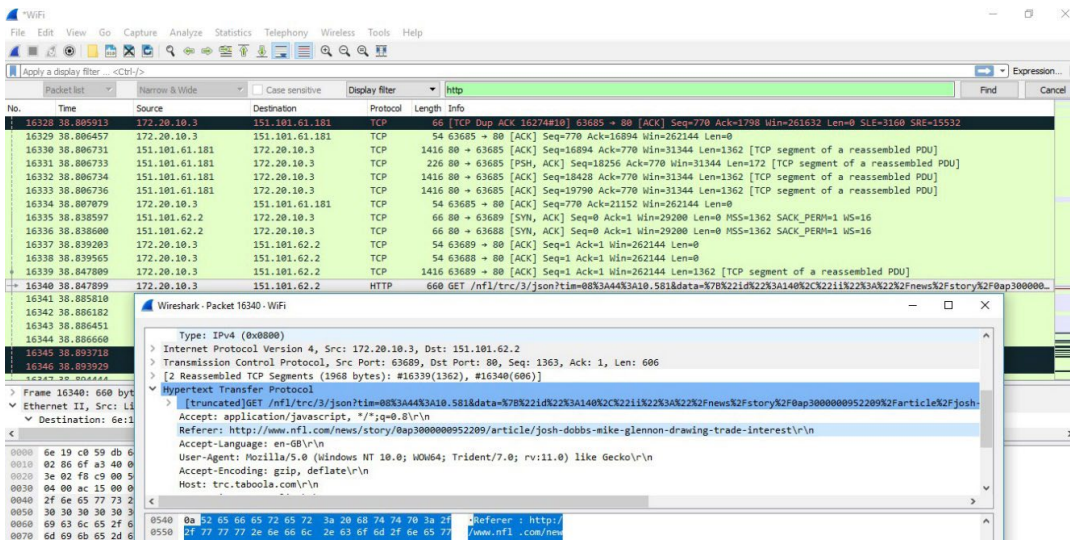 *WiFi
File Edit View Go Capture Analyze Statistics Telephony Wireless Tools Help
Apply a display filter ... <Ctrl-/> Expression...
Packet list Narrow & Wide Case sensitive Display filter http Find Cancel
No. Time Source Destination Protocol Length Info
16328 38.805913 172.20.10.3 151.101.61.181 TCP 66 [TCP Dup ACK 16274#10] 63685 → 80 [ACK] Seq=770 Ack=1798 Win=261632 Len=0 SLE=3160 SRE=15532
16329 38.806457 172.20.10.3 151.101.61.181 TCP 54 63685 → 80 [ACK] Seq=770 Ack=16894 Win=262144 Len=0
16330 38.806731 151.101.61.181 172.20.10.3 TCP 1416 80 → 63685 [ACK] Seq=16894 Ack=770 Win=31344 Len=1362 [TCP segment of a reassembled PDU]
16331 38.806733 151.101.61.181 172.20.10.3 TCP 226 80 → 63685 [PSH, ACK] Seq=18256 Ack=770 Win=31344 Len=172 [TCP segment of a reassembled PDU]
16332 38.806734 151.101.61.181 172.20.10.3 TCP 1416 80 → 63685 [ACK] Seq=18428 Ack=770 Win=31344 Len=1362 [TCP segment of a reassembled PDU]
16333 38.806736 151.101.61.181 172.20.10.3 TCP 1416 80 → 63685 [ACK] Seq=19790 Ack=770 Win=31344 Len=1362 [TCP segment of a reassembled PDU]
16334 38.807079 172.20.10.3 151.101.61.181 TCP 54 63685 → 80 [ACK] Seq=770 Ack=21152 Win=262144 Len=0
16335 38.838597 151.101.62.2 172.20.10.3 TCP 66 80 → 63689 [SYN, ACK] Seq=0 Ack=1 Win=29200 Len=0 MSS=1362 SACK_PERM=1 WS=16
16336 38.838600 151.101.62.2 172.20.10.3 TCP 66 80 → 63688 [SYN, ACK] Seq=0 Ack=1 Win=29200 Len=0 MSS=1362 SACK_PERM=1 WS=16
16337 38.839203 172.20.10.3 151.101.62.2 TCP 54 63689 → 80 [ACK] Seq=1 Ack=1 Win=262144 Len=0
16338 38.839565 172.20.10.3 151.101.62.2 TCP 54 63688 → 80 [ACK] Seq=1 Ack=1 Win=262144 Len=0
16339 38.847809 172.20.10.3 151.101.62.2 TCP 1416 63689 → 80 [ACK] Seq=1 Ack=1 Win=262144 Len=1362 [TCP segment of a reassembled PDU]
16340 38.847899 172.20.10.3 151.101.62.2 HTTP 660 GET /nfl/trc/3/json?tim=08%3A44%3A10.581&data=%7B%22id%22%3A140%2C%22ii%22%3A%22%2Fnews%2Fstory%2F0ap300000...
16341 38.885810
16342 38.886182
16343 38.886451
16344 38.886660
16345 38.893718
16346 38.893929
16347 38.894444
Wireshark · Packet 16340 · WiFi
Type: IPv4 (0x0800)
Internet Protocol Version 4, Src: 172.20.10.3, Dst: 151.101.62.2
Transmission Control Protocol, Src Port: 63689, Dst Port: 80, Seq: 1363, Ack: 1, Len: 606
[2 Reassembled TCP Segments (1968 bytes): #16339(1362), #16340(606)]
Hypertext Transfer Protocol
[truncated]GET /nfl/trc/3/json?tim=08%3A44%3A10.581&data=%7B%22id%22%3A140%2C%22ii%22%3A%22%2Fnews%2Fstory%2F0ap3000000952209%2Farticle%2Fjosh-
Accept: application/javascript, */*;q=0.8\r\n
Referer: http://www.nfl.com/news/story/0ap3000000952209/article/josh-dobbs-mike-glennon-drawing-trade-interest\r\n
Accept-Language: en-GB\r\n
User-Agent: Mozilla/5.0 (Windows NT 10.0; WOW64; Trident/7.0; rv:11.0) like Gecko\r\n
Accept-Encoding: gzip, deflate\r\n
Host: trc.taboola.com\r\n
0540 0a 52 65 66 65 72 65 72 3a 20 68 74 74 70 3a 2f ·Referer : http:/
0550 2f 77 77 77 2e 6e 66 6c 2e 63 6f 6d 2f 6e 65 77 /www.nfl .com/new
Frame 16340: 660 byt
Ethernet II, Src: Li
Destination: 6e:1
0000 6e 19 c0 59 db 6
0010 02 86 6f a3 40 0
0020 3e 02 f8 c9 00 5
0030 04 00 ac 15 00 0
0040 2f 6e 65 77 73 2
0050 30 30 30 30 30 3
0060 69 63 6c 65 2f 6
0070 6d 69 6b 65 2d 6